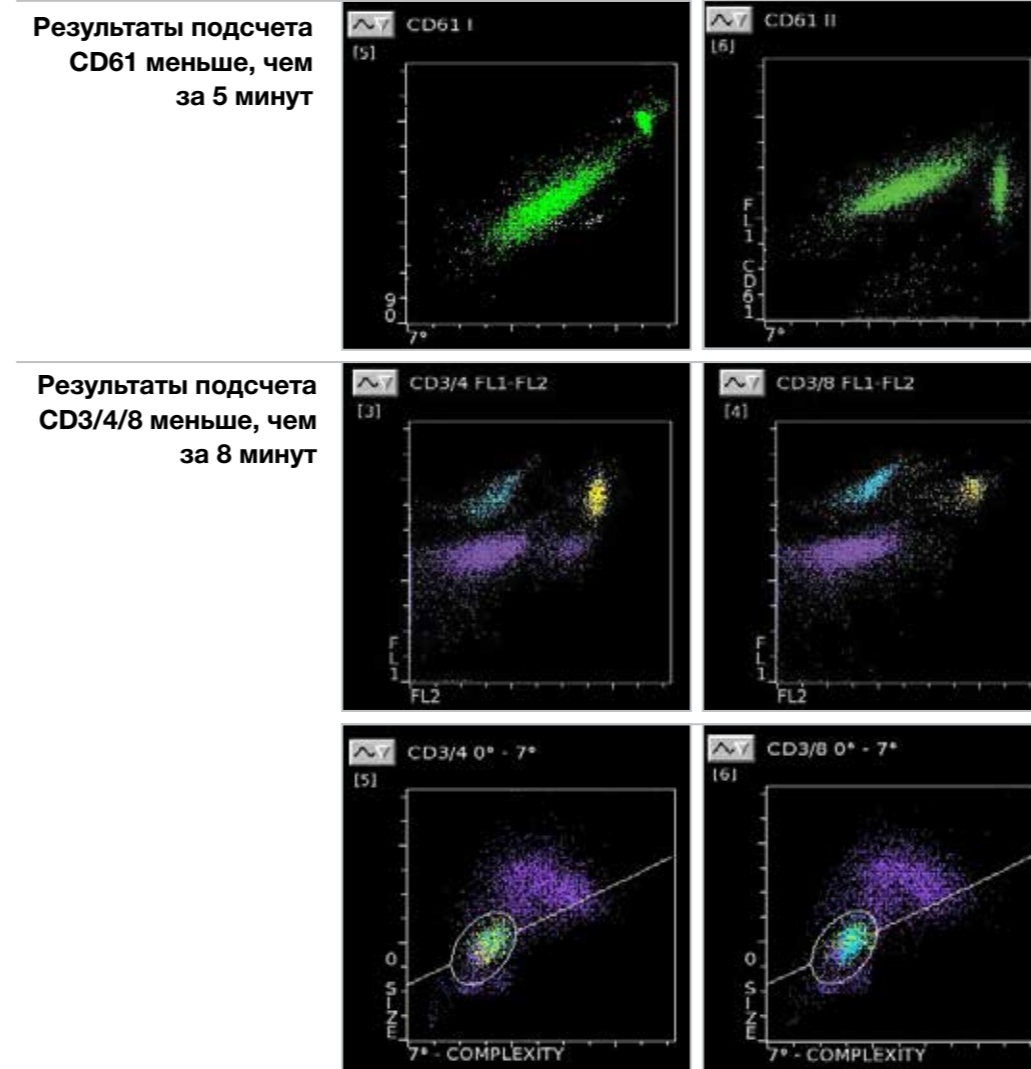 Результаты подсчета
CD61 меньше, чем
за 5 минут
CD61 I
[5]
90
7°
CD61 II
[6]
FL1 CD61
7°
Результаты подсчета
CD3/4/8 меньше, чем
за 8 минут
CD3/4 FL1-FL2
[3]
FL1
FL2
CD3/8 FL1-FL2
[4]
FL1
FL2
CD3/4 0° - 7°
[5]
0 SIZE
7° - COMPLEXITY
CD3/8 0° - 7°
[6]
0 SIZE
7° - COMPLEXITY